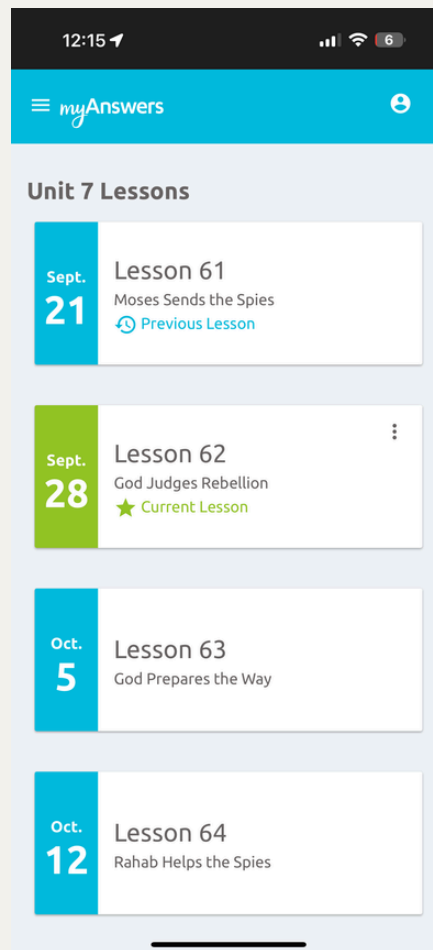 12:15
6
myAnswers
Unit 7 Lessons
Sept.
21
Lesson 61
Moses Sends the Spies
Previous Lesson
Sept.
28
Lesson 62
God Judges Rebellion
Current Lesson
Oct.
5
Lesson 63
God Prepares the Way
Oct.
12
Lesson 64
Rahab Helps the Spies